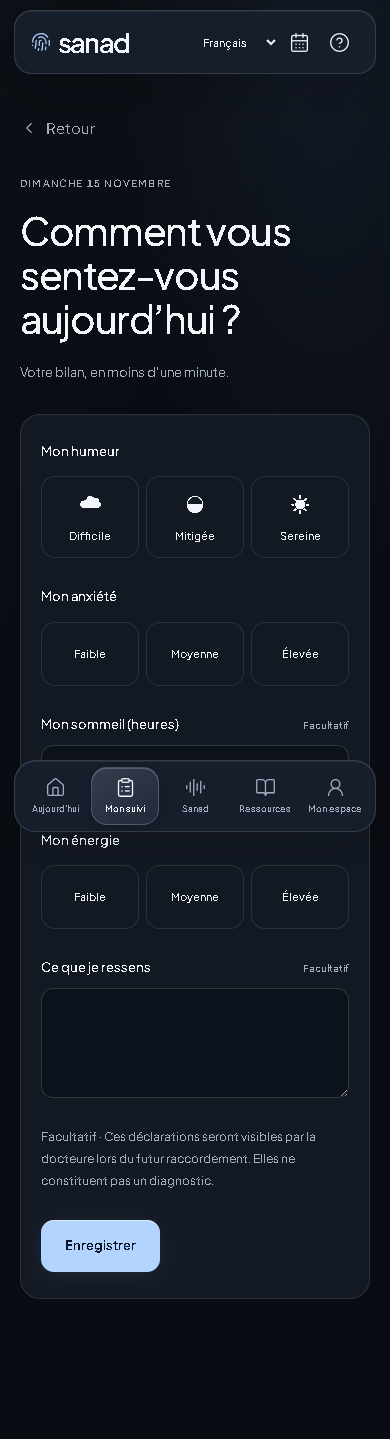 sanad
Français
Retour
DIMANCHE 15 NOVEMBRE
Comment vous
sentez-vous
aujourd’hui ?
Votre bilan, en moins d’une minute.
Mon humeur
Difficile
Mitigée
Sereine
Mon anxiété
Faible
Moyenne
Élevée
Mon sommeil (heures)
Facultatif
Aujourd’hui
Mon suivi
Sanad
Ressources
Mon espace
Mon énergie
Faible
Moyenne
Élevée
Ce que je ressens
Facultatif
Facultatif · Ces déclarations seront visibles par la
docteure lors du futur raccordement. Elles ne
constituent pas un diagnostic.
Enregistrer